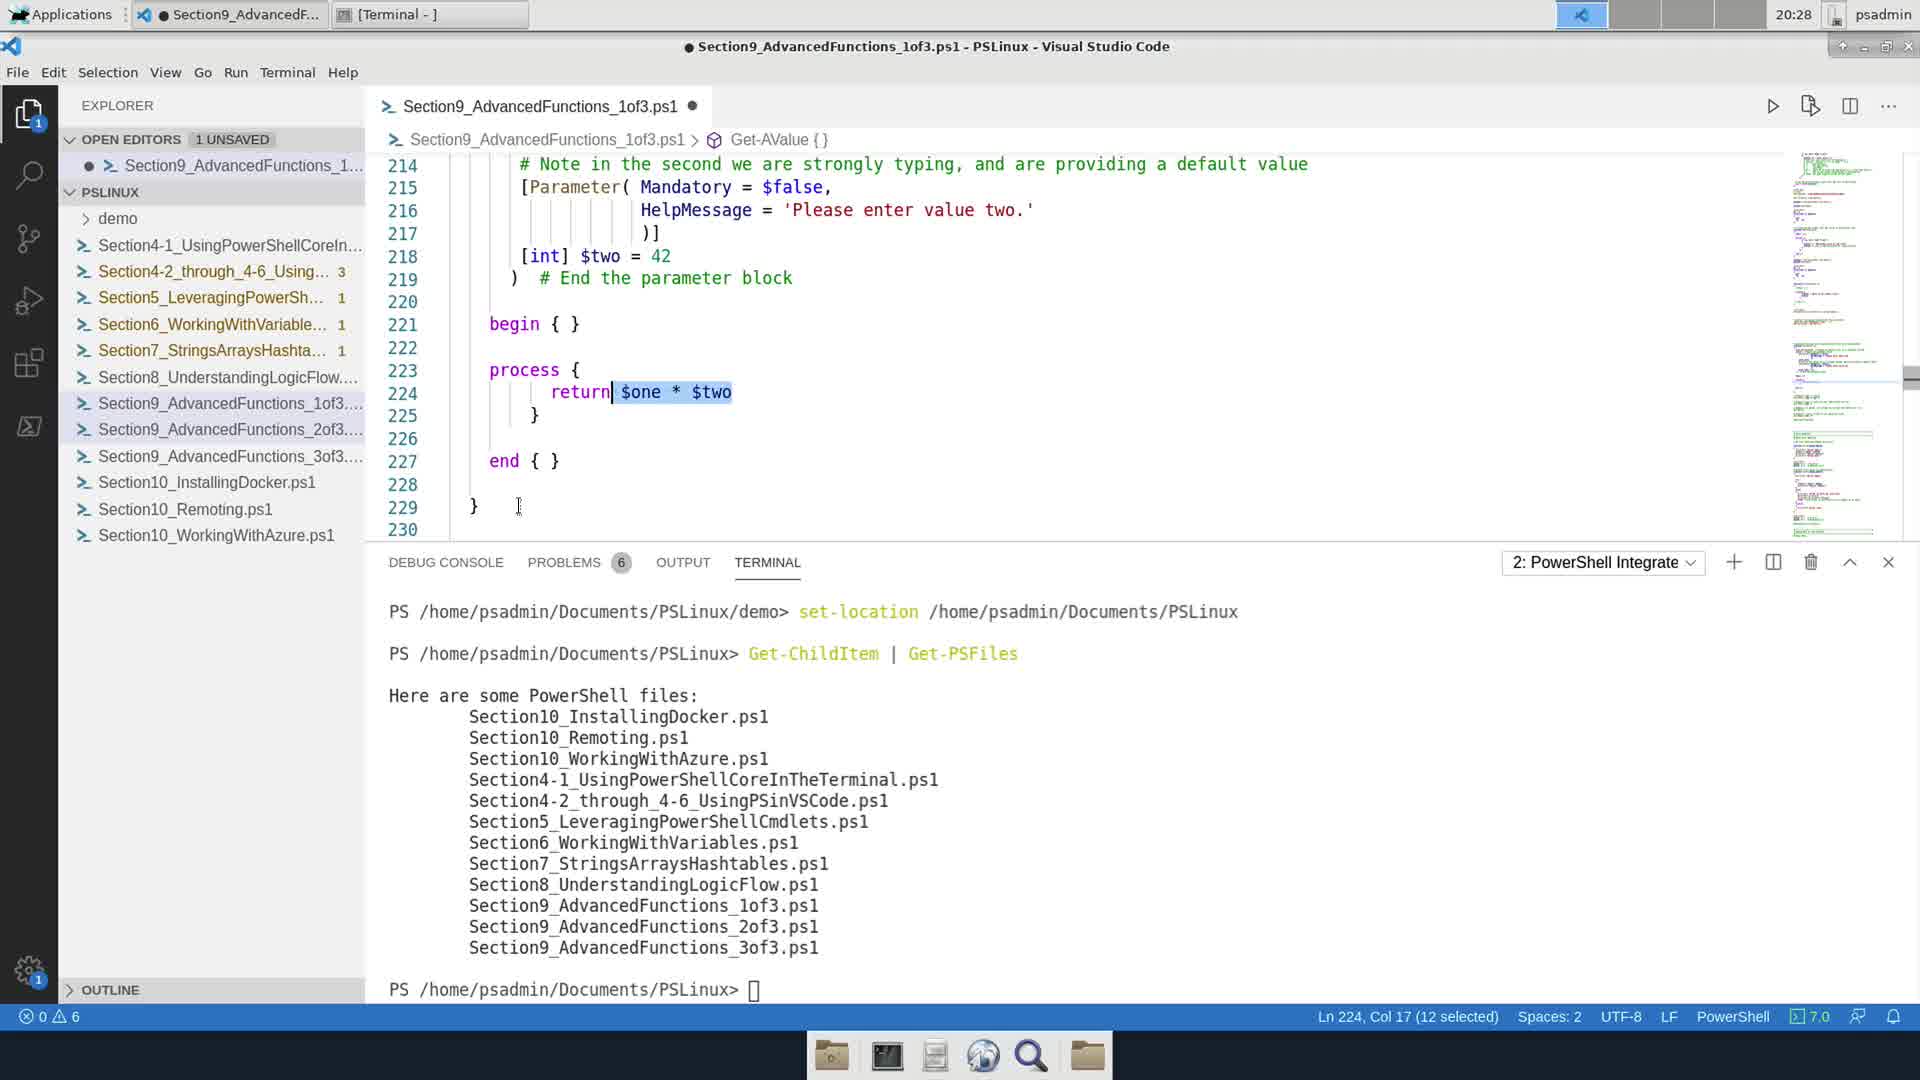 Applications
● Section9_AdvancedF...
[Terminal - ]
20:28
psadmin
● Section9_AdvancedFunctions_1of3.ps1 - PSLinux - Visual Studio Code
File Edit Selection View Go Run Terminal Help
EXPLORER
OPEN EDITORS 1 UNSAVED
● Section9_AdvancedFunctions_1...
PSLINUX
demo
Section4-1_UsingPowerShellCoreIn...
Section4-2_through_4-6_Using... 3
Section5_LeveragingPowerSh... 1
Section6_WorkingWithVariable... 1
Section7_StringsArraysHashta... 1
Section8_UnderstandingLogicFlow....
Section9_AdvancedFunctions_1of3....
Section9_AdvancedFunctions_2of3....
Section9_AdvancedFunctions_3of3....
Section10_InstallingDocker.ps1
Section10_Remoting.ps1
Section10_WorkingWithAzure.ps1
OUTLINE
1
1
Section9_AdvancedFunctions_1of3.ps1 ●
Section9_AdvancedFunctions_1of3.ps1 > Get-AValue { }
214 # Note in the second we are strongly typing, and are providing a default value
215 [Parameter( Mandatory = $false,
216 HelpMessage = 'Please enter value two.'
217 )]
218 [int] $two = 42
219 ) # End the parameter block
220
221 begin { }
222
223 process {
224 return $one * $two
225 }
226
227 end { }
228
229 }
230
DEBUG CONSOLE PROBLEMS 6 OUTPUT TERMINAL
2: PowerShell Integrate
PS /home/psadmin/Documents/PSLinux/demo> set-location /home/psadmin/Documents/PSLinux
PS /home/psadmin/Documents/PSLinux> Get-ChildItem | Get-PSFiles
Here are some PowerShell files:
Section10_InstallingDocker.ps1
Section10_Remoting.ps1
Section10_WorkingWithAzure.ps1
Section4-1_UsingPowerShellCoreInTheTerminal.ps1
Section4-2_through_4-6_UsingPSinVSCode.ps1
Section5_LeveragingPowerShellCmdlets.ps1
Section6_WorkingWithVariables.ps1
Section7_StringsArraysHashtables.ps1
Section8_UnderstandingLogicFlow.ps1
Section9_AdvancedFunctions_1of3.ps1
Section9_AdvancedFunctions_2of3.ps1
Section9_AdvancedFunctions_3of3.ps1
PS /home/psadmin/Documents/PSLinux>
0 6
Ln 224, Col 17 (12 selected) Spaces: 2 UTF-8 LF PowerShell 7.0